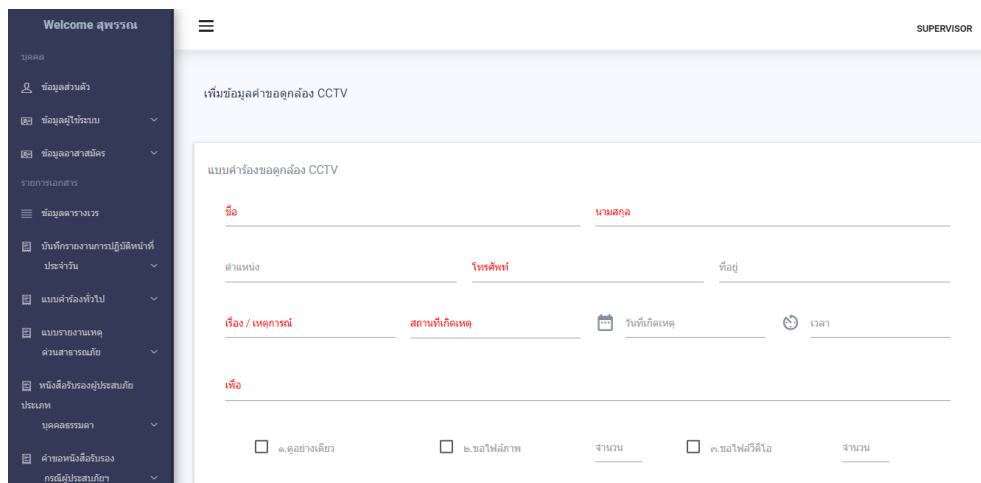 Welcome สุพรรณ
บุคคล
ข้อมูลส่วนตัว
ข้อมูลผู้ใช้ระบบ
ข้อมูลอาสาสมัคร
รายการเอกสาร
ข้อมูลตารางเวร
บันทึกรายงานการปฏิบัติหน้าที่
ประจำวัน
แบบคำร้องทั่วไป
แบบรายงานเหตุ
ด่วนสาธารณภัย
หนังสือรับรองผู้ประสบภัย
ประเภท
บุคคลธรรมดา
คำขอหนังสือรับรอง
กรณีผู้ประสบภัยฯ
SUPERVISOR
เพิ่มข้อมูลคำขอดูกล้อง CCTV
แบบคำร้องขอดูกล้อง CCTV
ชื่อ นามสกุล
ตำแหน่ง โทรศัพท์ ที่อยู่
เรื่อง / เหตุการณ์ สถานที่เกิดเหตุ วันที่เกิดเหตุ เวลา
เพื่อ
๑.ดูอย่างเดียว ๒.ขอไฟล์ภาพ จำนวน ๓.ขอไฟล์วีดีโอ จำนวน